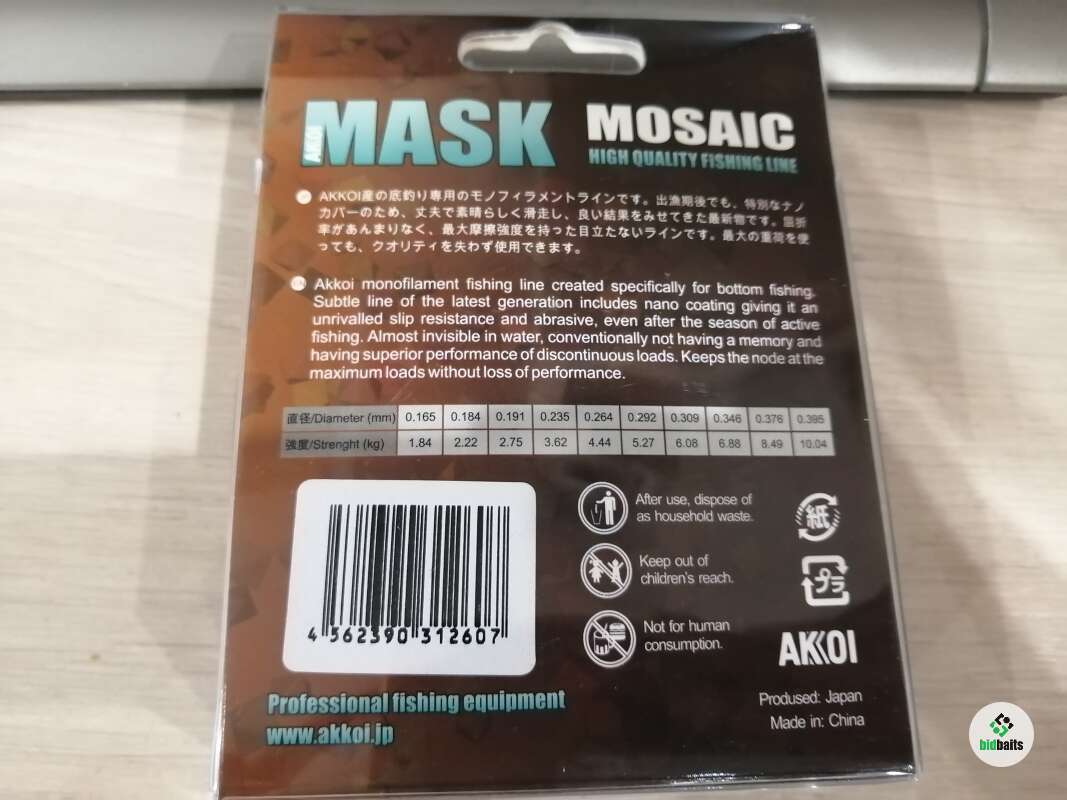 AKKOI MASK
MOSAIC
HIGH QUALITY FISHING LINE
AKKOI産の底釣り専用のモノフィラメントラインです。出漁期後でも、特別なナノ
カバーのため、丈夫で素晴らしく滑走し、良い結果をみせてきた最新物です。屈折
率があんまりなく、最大摩擦強度を持った目立たないラインです。最大の重荷を使
っても、クオリティを失わず使用できます。
EN Akkoi monofilament fishing line created specifically for bottom fishing.
Subtle line of the latest generation includes nano coating giving it an
unrivalled slip resistance and abrasive, even after the season of active
fishing. Almost invisible in water, conventionally not having a memory and
having superior performance of discontinuous loads. Keeps the node at the
maximum loads without loss of performance.
直径/Diameter (mm) 0.165 0.184 0.191 0.235 0.264 0.292 0.309 0.346 0.376 0.395
強度/Strenght (kg) 1.84 2.22 2.75 3.62 4.44 5.27 6.08 6.88 8.49 10.04
4 562390 312607
After use, dispose of
as household waste.
Keep out of
children's reach.
Not for human
consumption.
紙
プラ
AKKOI
Professional fishing equipment
www.akkoi.jp
Prodused: Japan
Made in: China
bidbaits